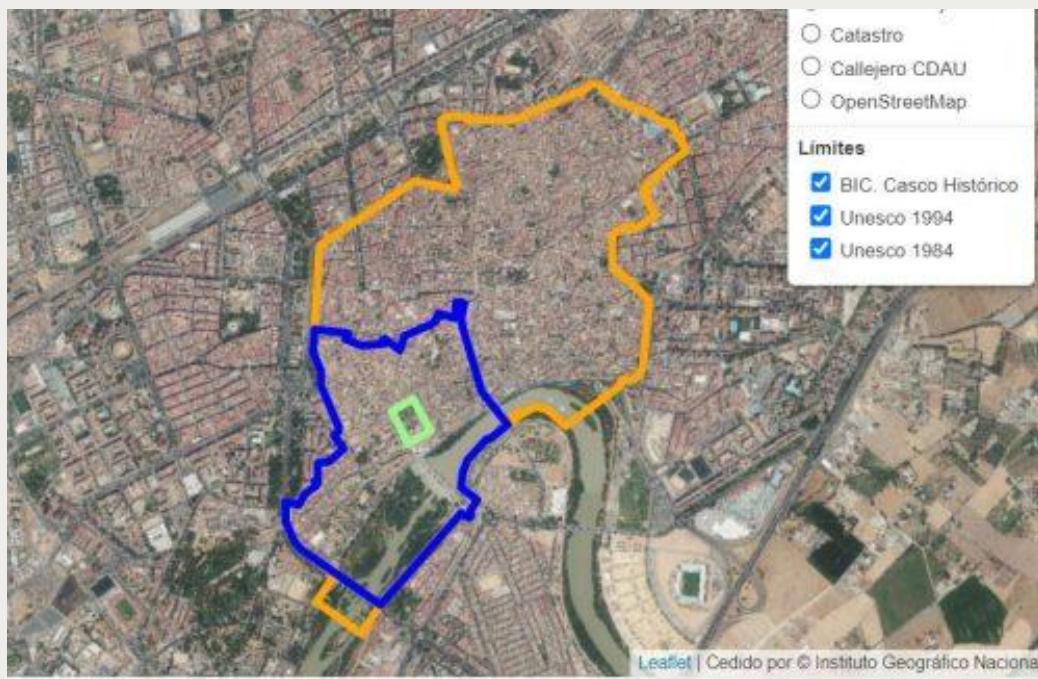 Catastro
Callejero CDAU
OpenStreetMap
Límites
BIC. Casco Histórico
Unesco 1994
Unesco 1984
Leaflet | Cedido por © Instituto Geográfico Naciona